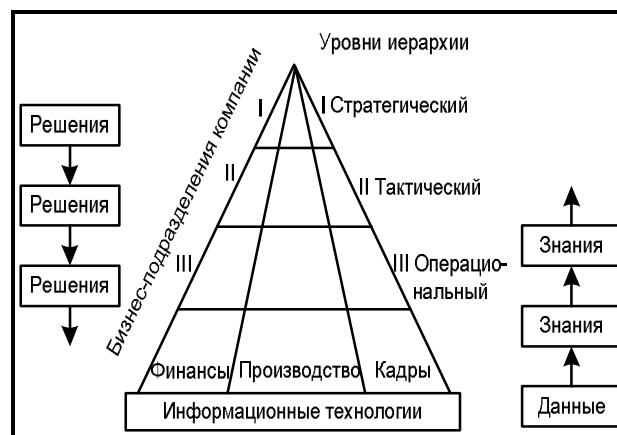 Уровни иерархии
Бизнес-подразделения компании
Решения
Решения
Решения
I
I Стратегический
II
II Тактический
III
III Операцио-
нальный
Финансы Производство Кадры
Информационные технологии
Знания
Знания
Данные